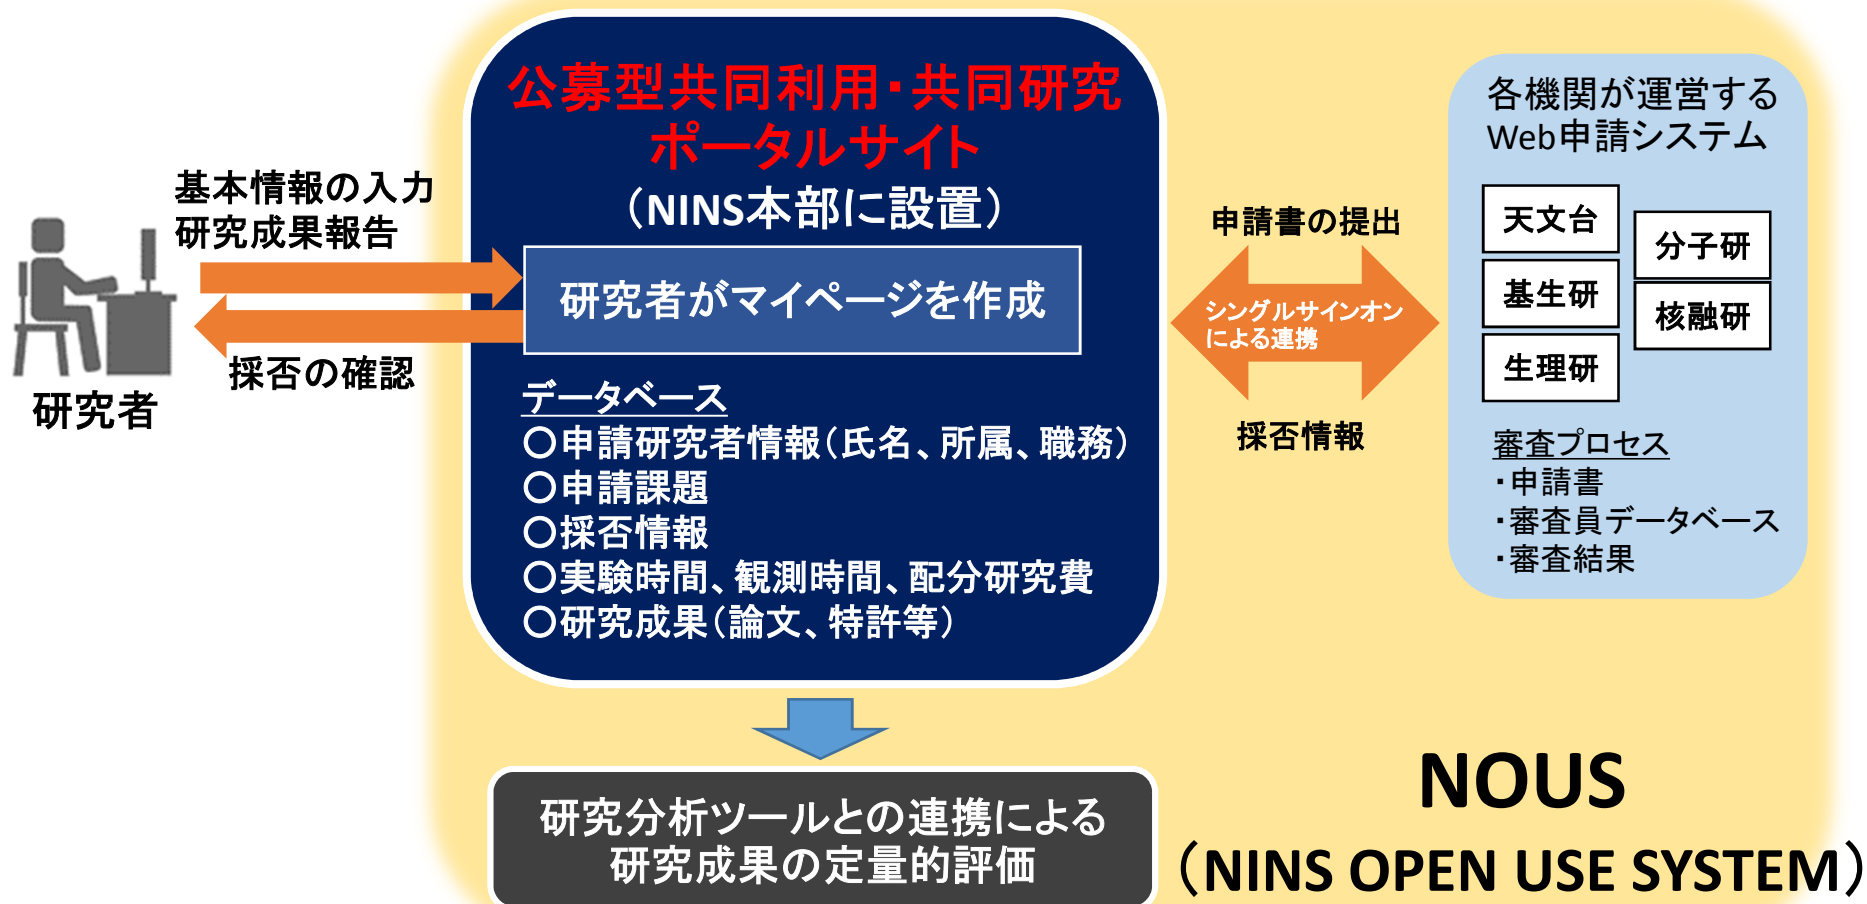 公募型共同利用・共同研究
ポータルサイト
（NINS本部に設置）
基本情報の入力
研究成果報告
研究者がマイページを作成
採否の確認
研究者
データベース
○申請研究者情報（氏名、所属、職務）
○申請課題
○採否情報
○実験時間、観測時間、配分研究費
○研究成果（論文、特許等）
申請書の提出
シングルサインオン
による連携
採否情報
各機関が運営する
Web申請システム
天文台
基生研
生理研
分子研
核融研
審査プロセス
・申請書
・審査員データベース
・審査結果
研究分析ツールとの連携による
研究成果の定量的評価
NOUS
（NINS OPEN USE SYSTEM）